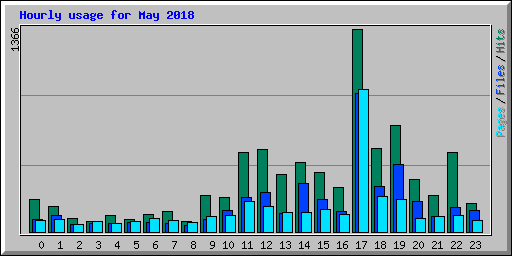 Hourly usage for May 2018
1366
Pages / Files / Hits
0 1 2 3 4 5 6 7 8 9 10 11 12 13 14 15 16 17 18 19 20 21 22 23